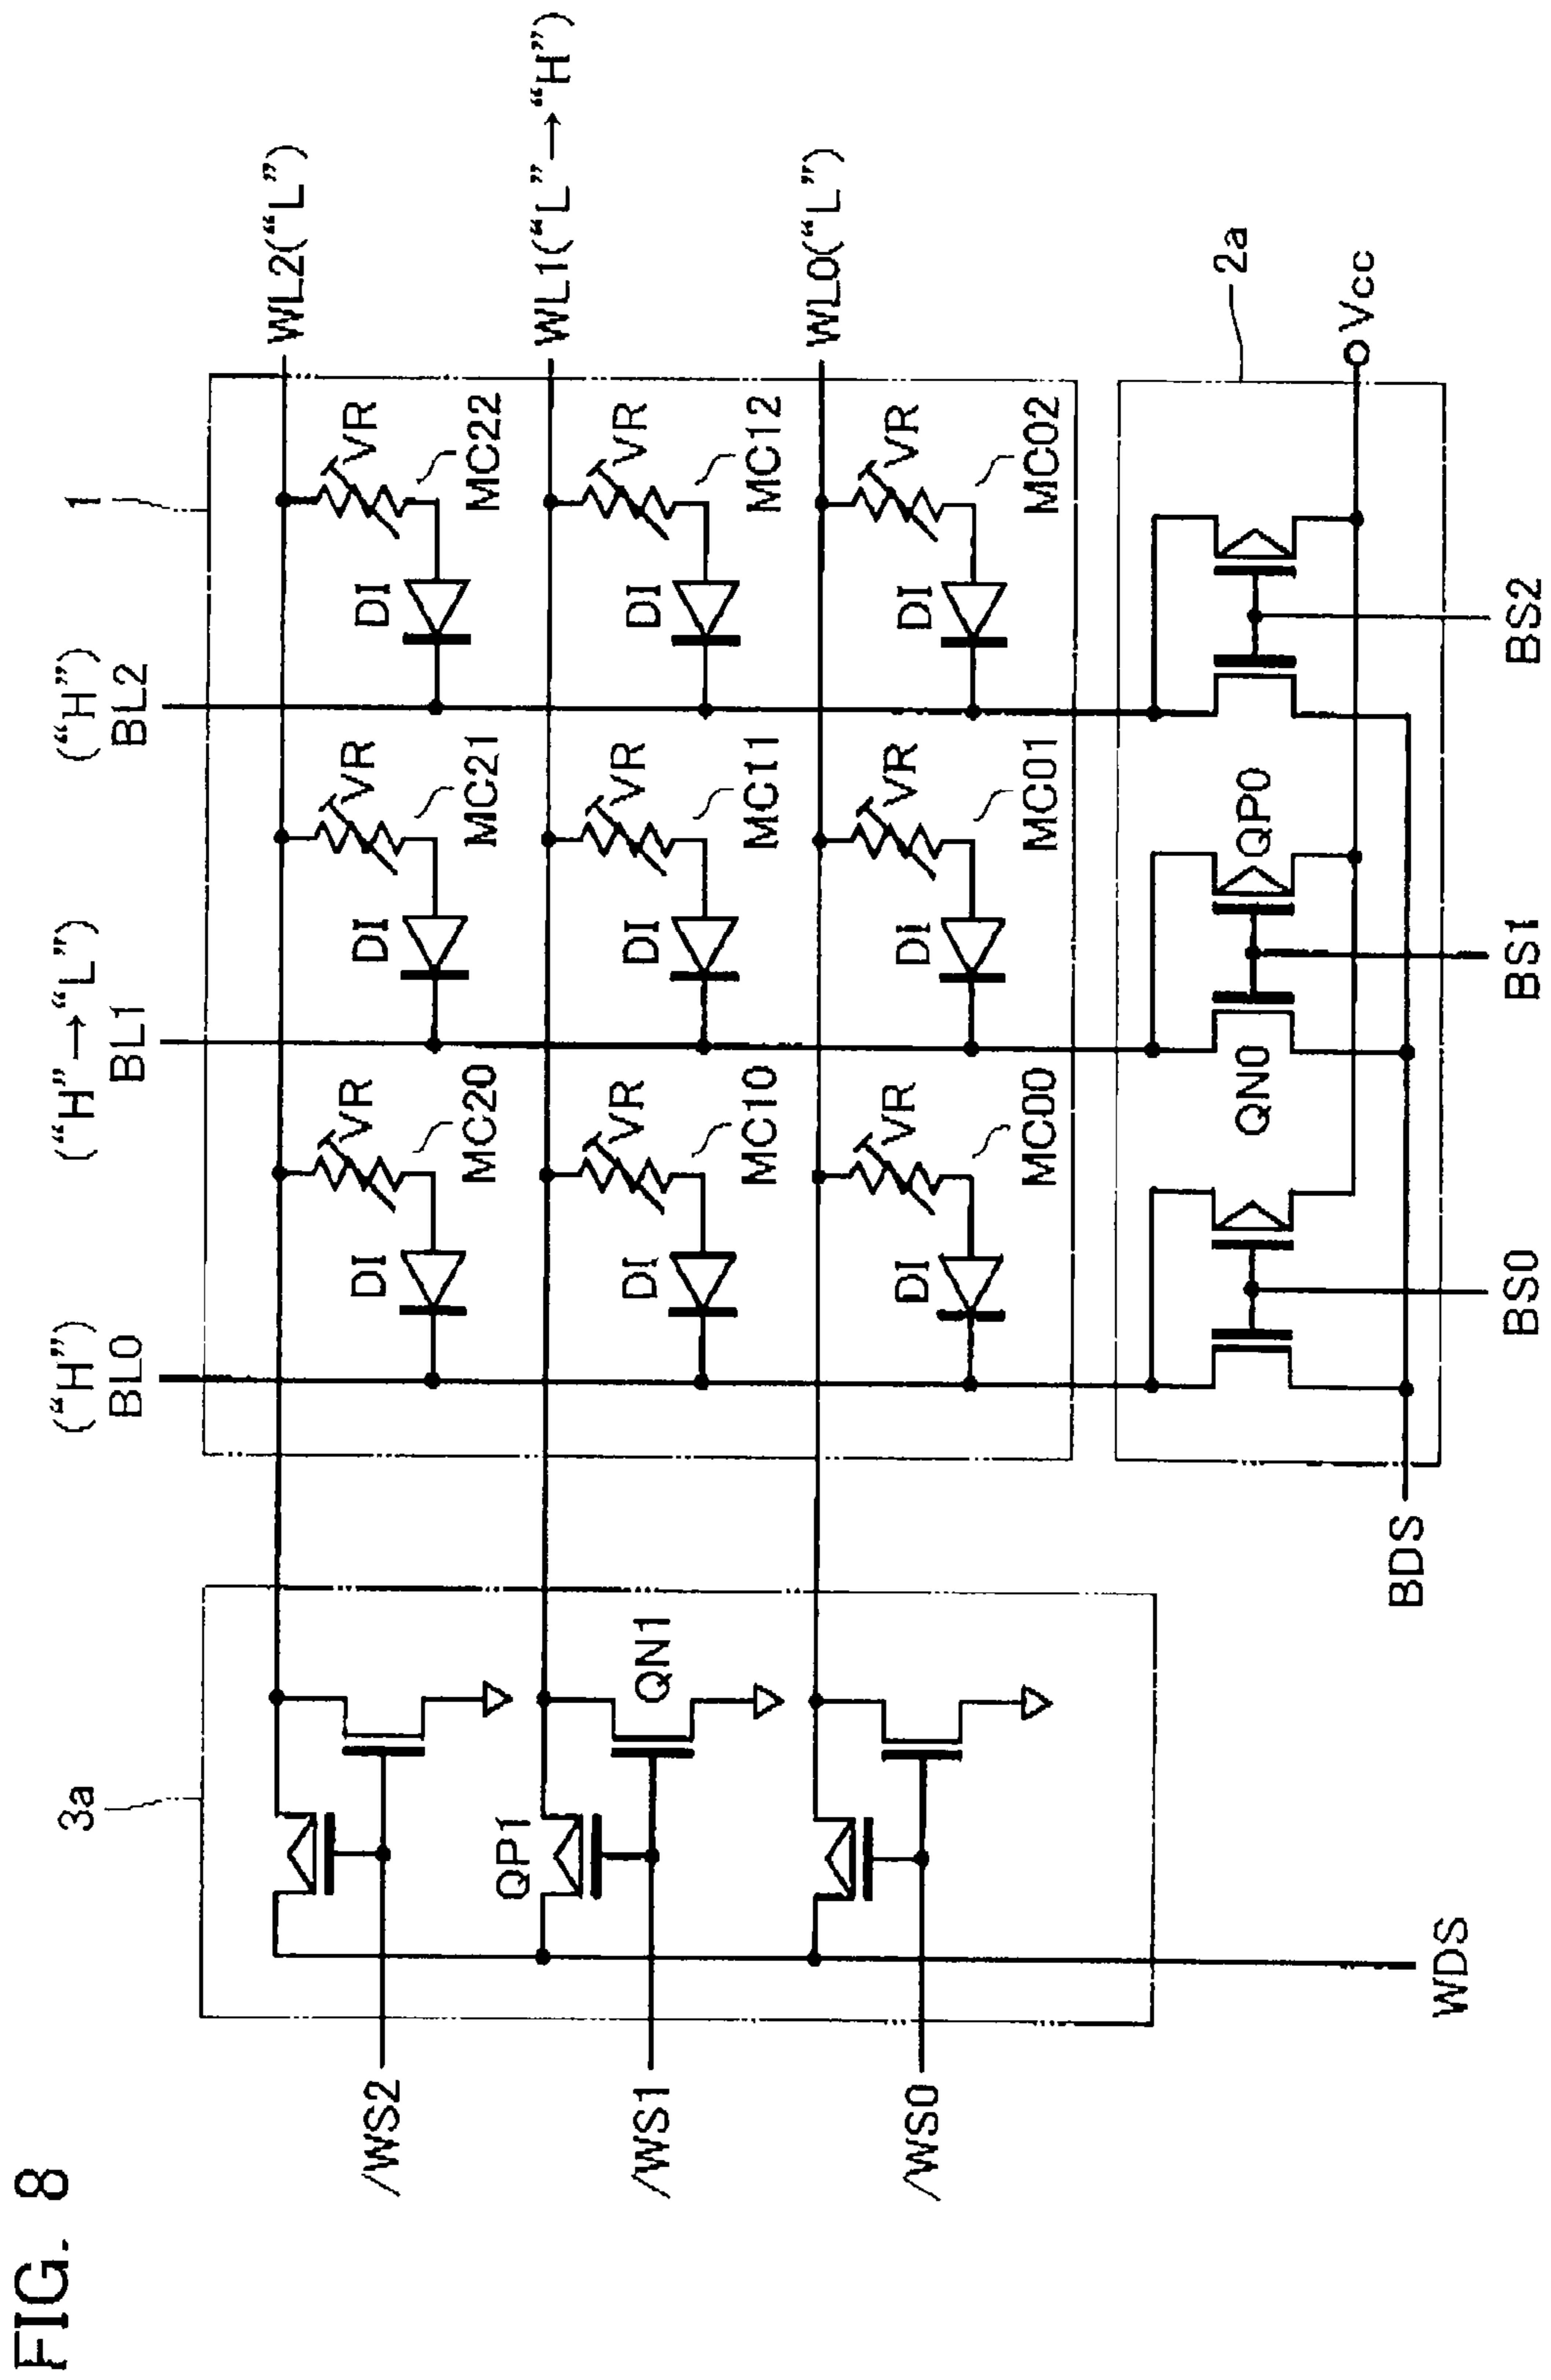 FIG. 8
("H")
BL0
("H"→"L")
BL1
("H")
BL2
1
3a
WL2("L")
DI
VR
MC20
DI
VR
MC21
DI
VR
MC22
/WS2
QP1
QN1
WL1("L"→"H")
DI
VR
MC10
DI
VR
MC11
DI
VR
MC12
/WS1
WL0("L")
DI
VR
MC00
DI
VR
MC01
DI
VR
MC02
/WS0
2a
QN0
QP0
Vcc
BDS
WDS
BS0
BS1
BS2